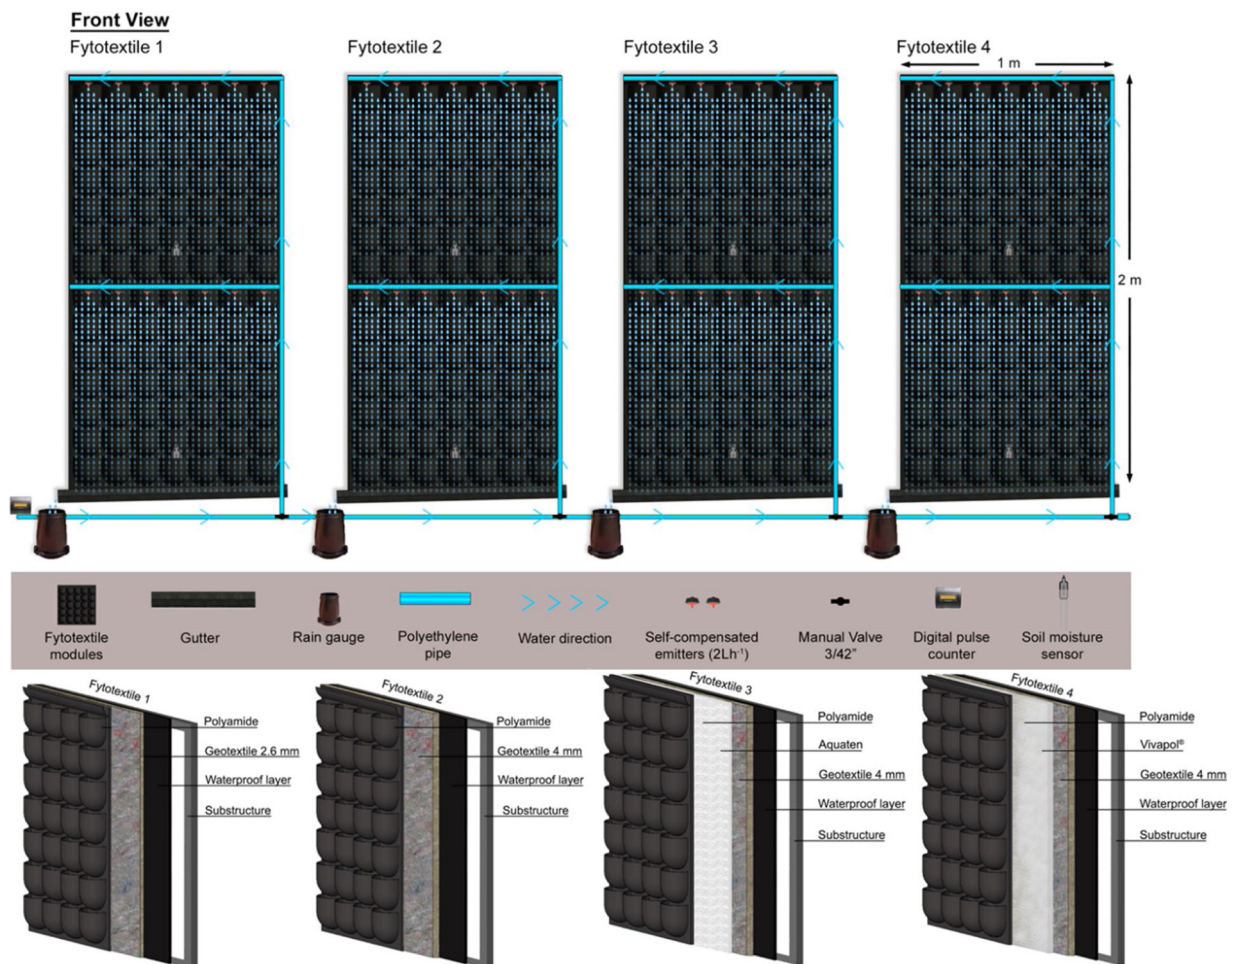 Front View
Fytotextile 1
Fytotextile 2
Fytotextile 3
Fytotextile 4
1 m
2 m
Fytotextile
modules
Gutter
Rain gauge
Polyethylene
pipe
Water direction
Self-compensated
emitters (2Lh⁻¹)
Manual Valve
3/42”
Digital pulse
counter
Soil moisture
sensor
Fytotextile 1
Polyamide
Geotextile 2.6 mm
Waterproof layer
Substructure
Fytotextile 2
Polyamide
Geotextile 4 mm
Waterproof layer
Substructure
Fytotextile 3
Polyamide
Aquaten
Geotextile 4 mm
Waterproof layer
Substructure
Fytotextile 4
Polyamide
Vivapol®
Geotextile 4 mm
Waterproof layer
Substructure